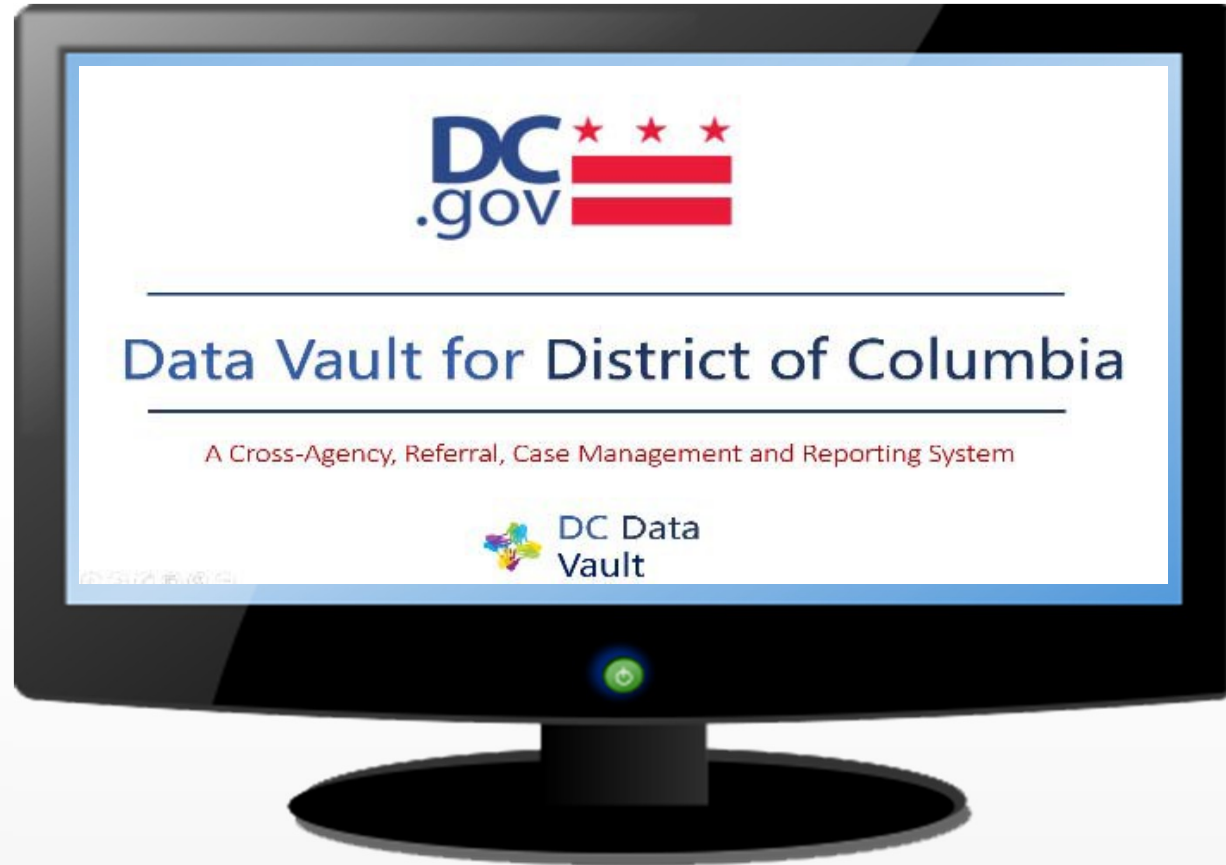 DC
.gov
Data Vault for District of Columbia
A Cross-Agency, Referral, Case Management and Reporting System
DC Data
Vault